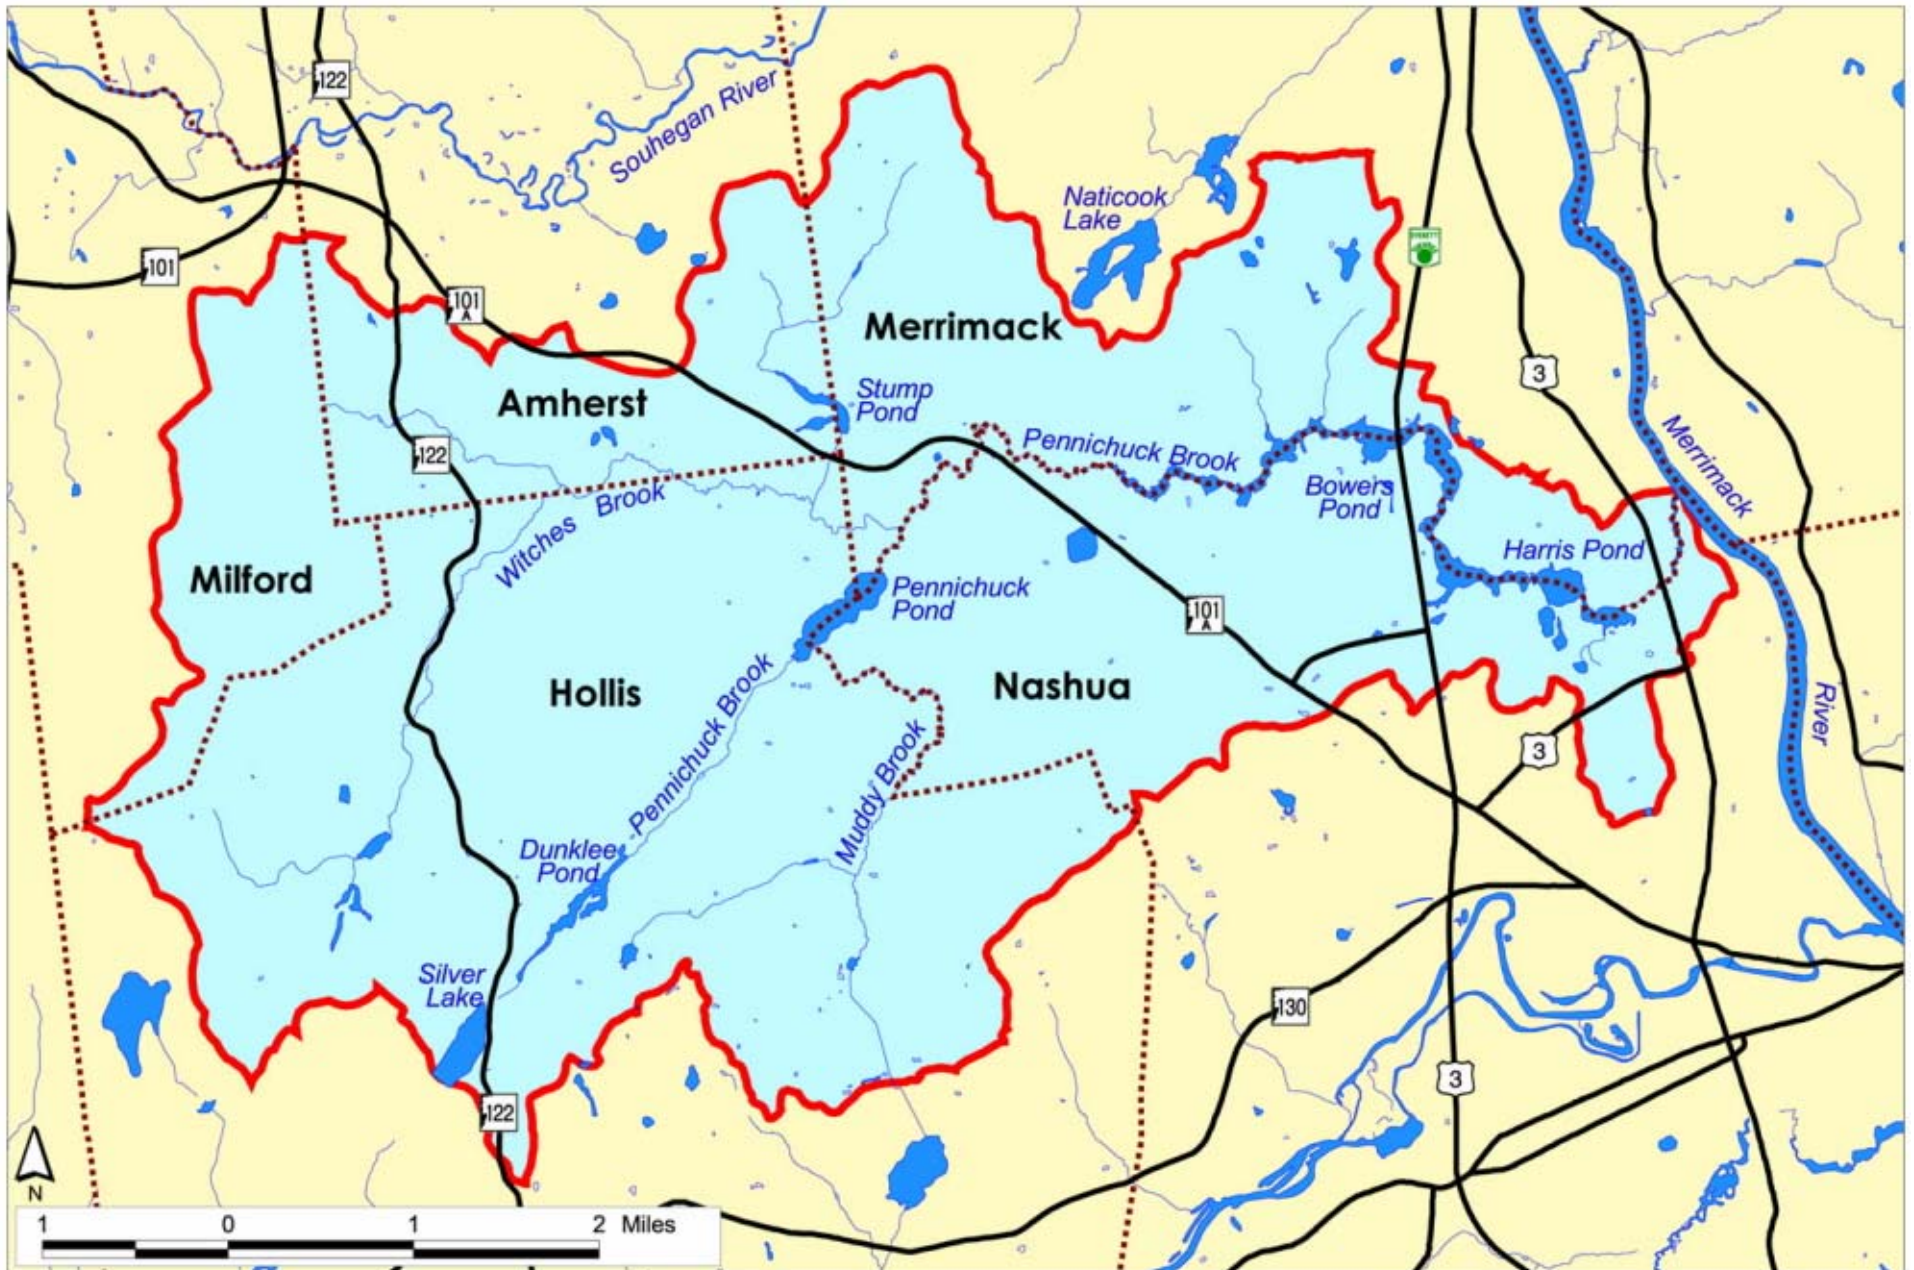 122
Souhegan River
Naticook
Lake
101
101
A
Merrimack
3
Stump
Pond
Amherst
Pennichuck Brook
Merrimack
122
Bowers
Pond
Witches Brook
Harris Pond
Milford
Pennichuck
Pond
101
A
Hollis
Nashua
River
Pennichuck Brook
3
Muddy Brook
Dunklee
Pond
Silver
Lake
130
3
122
N
1 0 1 2 Miles